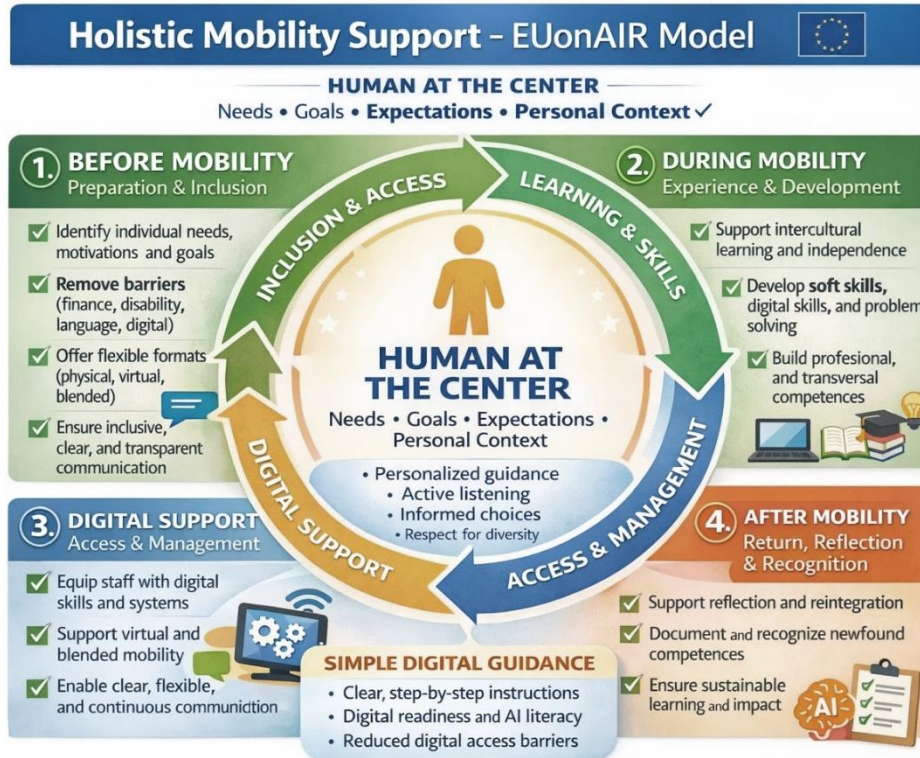 Holistic Mobility Support – EUonAIR Model
HUMAN AT THE CENTER
Needs • Goals • Expectations • Personal Context ✓
1. BEFORE MOBILITY
Preparation & Inclusion
Identify individual needs,
motivations and goals
Remove barriers
(finance, disability,
language, digital)
Offer flexible formats
(physical, virtual,
blended)
Ensure inclusive,
clear, and transparent
communication
INCLUSION & ACCESS
LEARNING & SKILLS
ACCESS & MANAGEMENT
DIGITAL SUPPORT
HUMAN AT
THE CENTER
Needs • Goals • Expectations •
Personal Context
• Personalized guidance
• Active listening
• Informed choices
• Respect for diversity
2. DURING MOBILITY
Experience & Development
Support intercultural
learning and independence
Develop soft skills,
digital skills, and problem
solving
Build profesional,
and transversal
competences
3. DIGITAL SUPPORT
Access & Management
Equip staff with digital
skills and systems
Support virtual and
blended mobility
Enable clear, flexible,
and continuous communication
SIMPLE DIGITAL GUIDANCE
• Clear, step-by-step instructions
• Digital readiness and AI literacy
• Reduced digital access barriers
4. AFTER MOBILITY
Return, Reflection
& Recognition
Support reflection and reintegration
Document and recognize newfound
competences
Ensure sustainable
learning and impact
AI